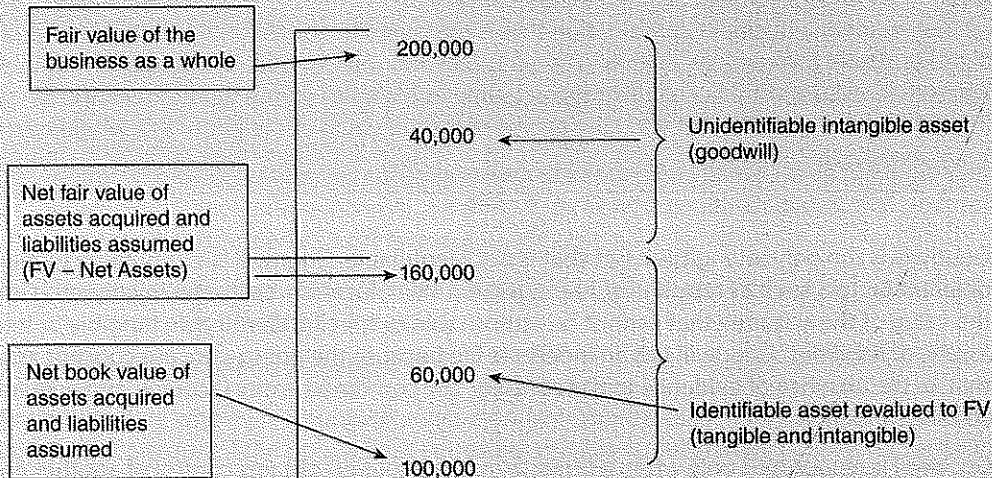 Fair value of the
business as a whole
200,000
40,000
Unidentifiable intangible asset
(goodwill)
Net fair value of
assets acquired and
liabilities assumed
(FV – Net Assets)
160,000
Net book value of
assets acquired
and liabilities
assumed
60,000
Identifiable asset revalued to FV
(tangible and intangible)
100,000